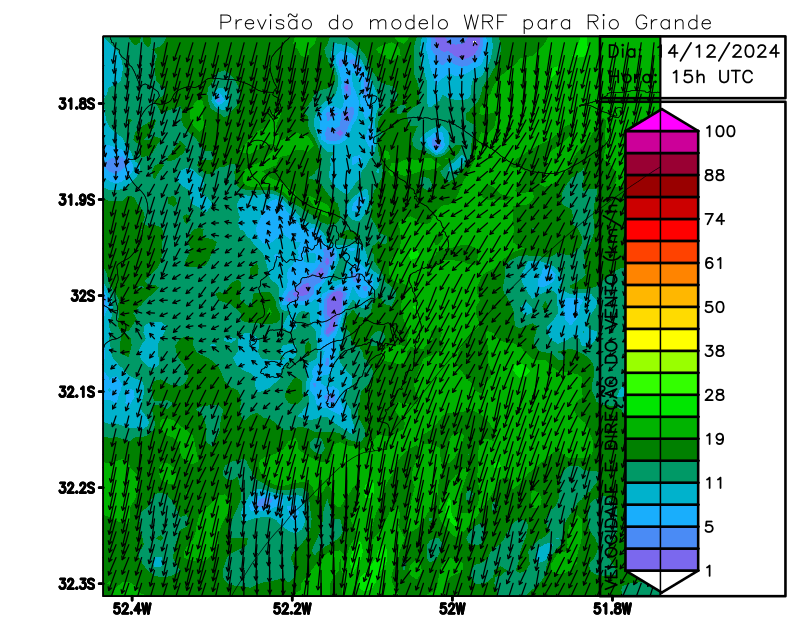 Previsão do modelo WRF para Rio Grande
Dia: 14/12/2024
Hora: 15h UTC
31.8S
31.9S
32S
32.1S
32.2S
32.3S
52.4W
52.2W
52W
51.8W
VELOCIDADE E DIREÇÃO DO VENTO (km/h)
100
88
74
61
50
38
28
19
11
5
1